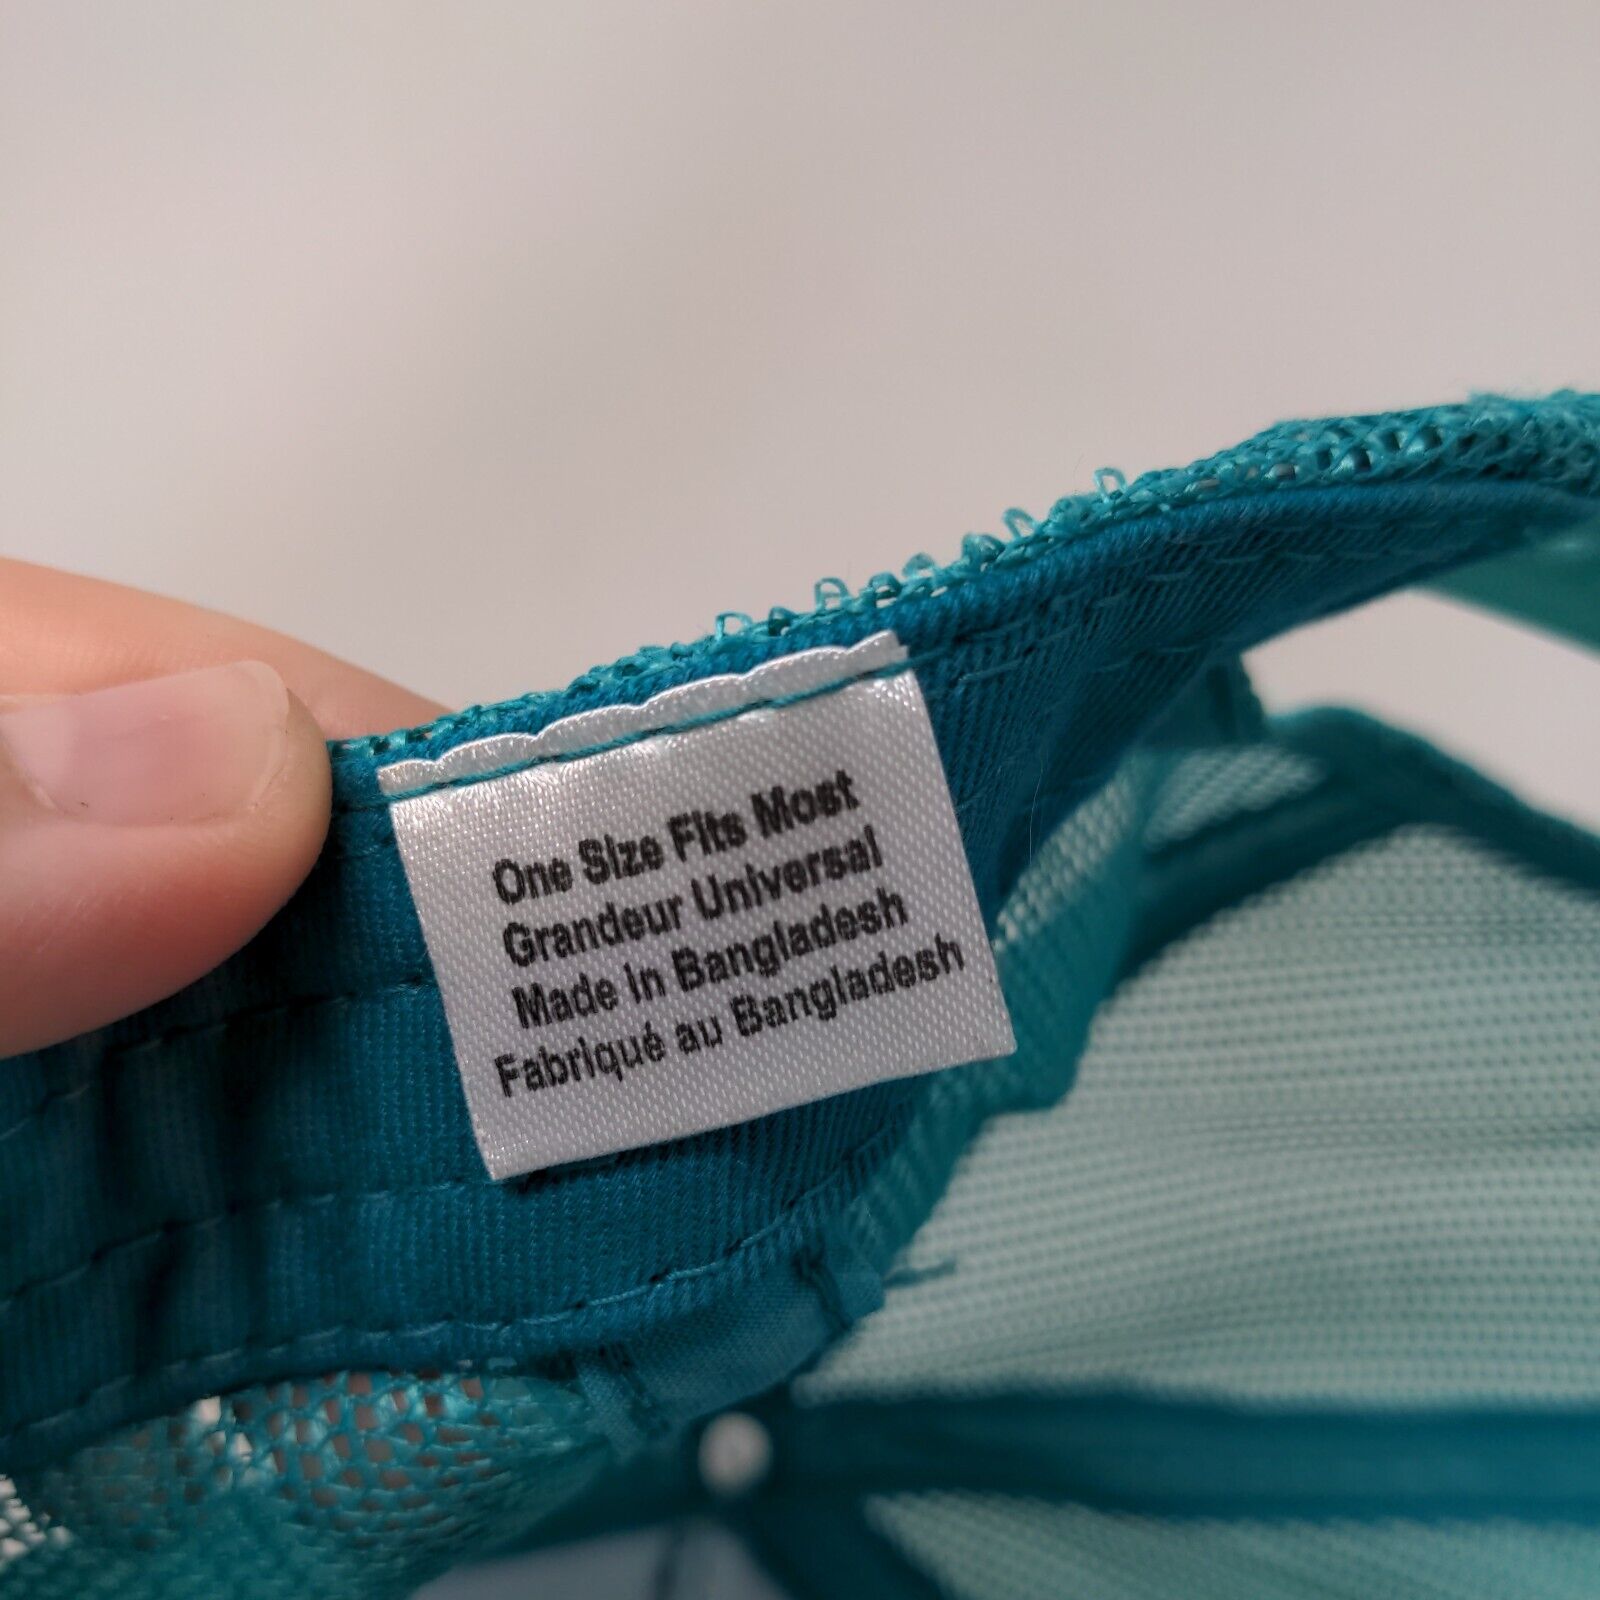 One Size Fits Most
Grandeur Universal
Made in Bangladesh
Fabriqué au Bangladesh